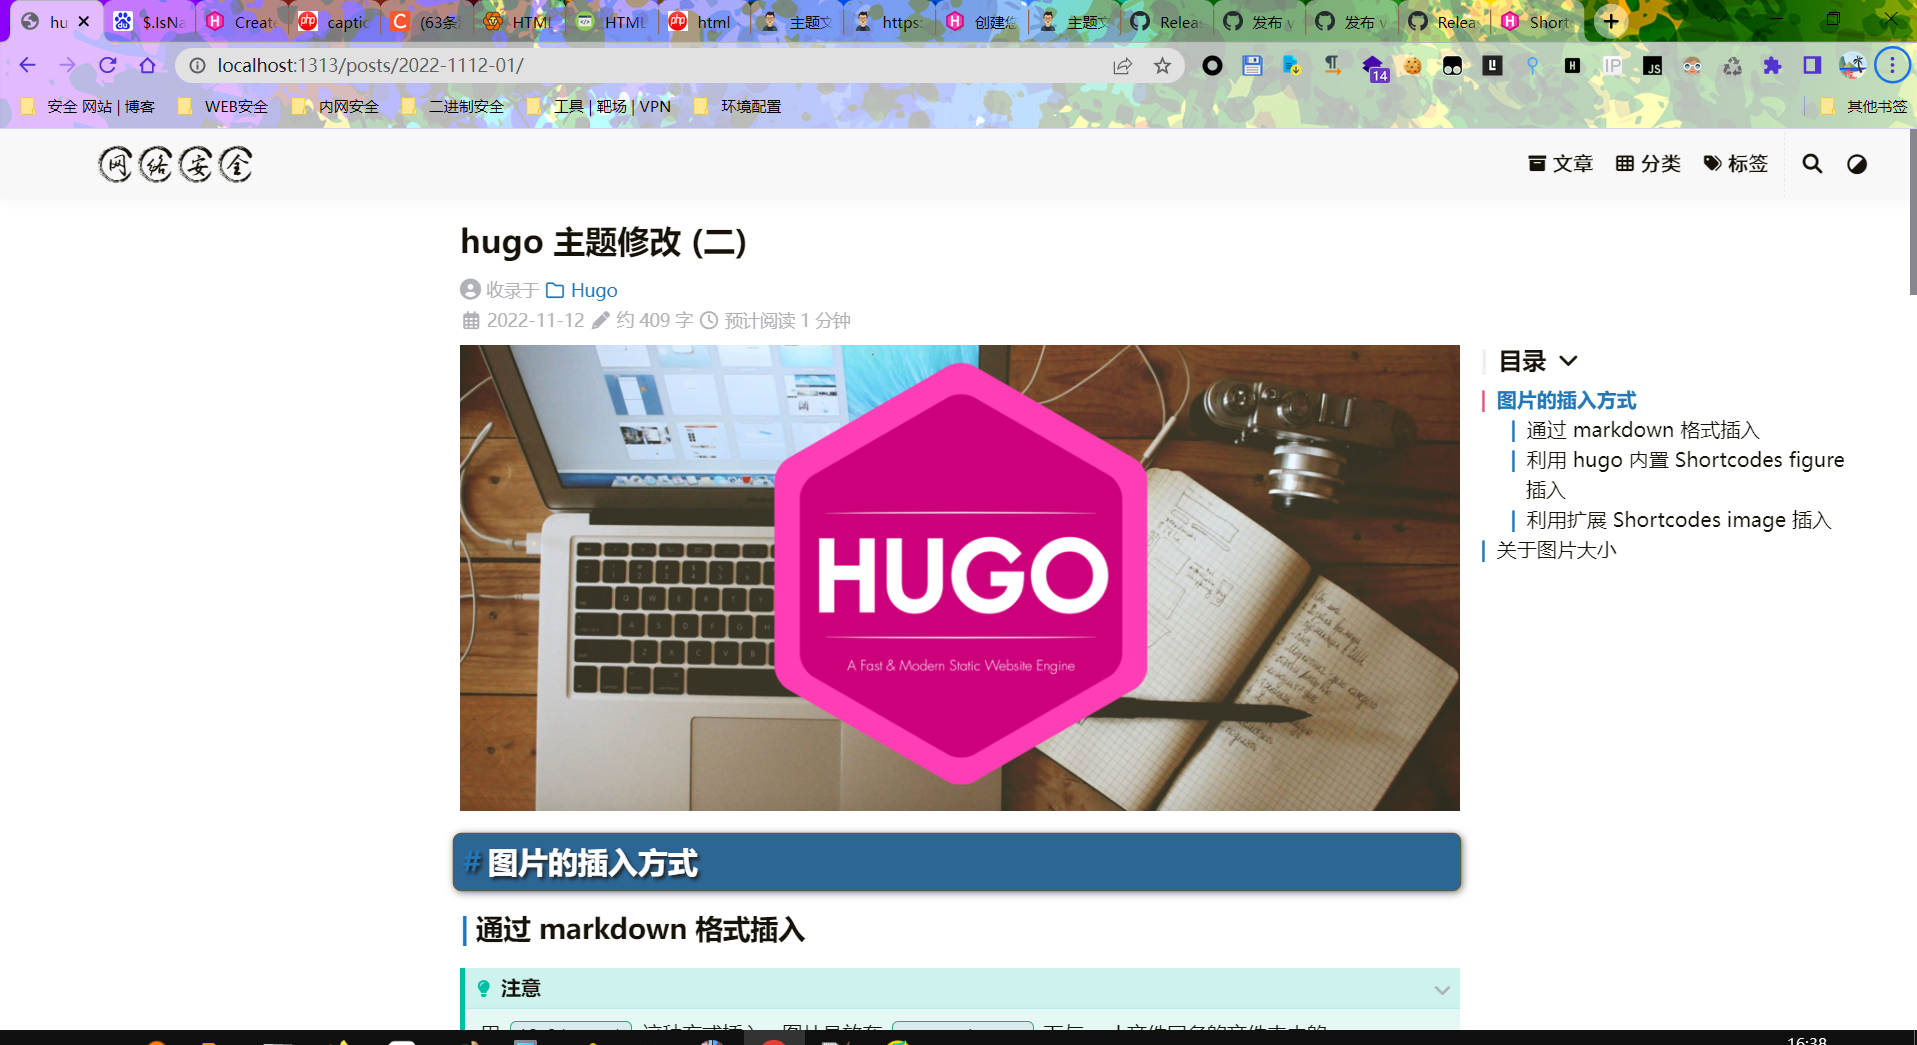 hu
$.IsNa
Create
captic
(63条
HTML
HTML
html
主题文
https:
创建您
主题文
Relea
发布 v
发布 v
Relea
Short
localhost:1313/posts/2022-1112-01/
14
安全 网站 | 博客
WEB安全
内网安全
二进制安全
工具 | 靶场 | VPN
环境配置
其他书签
网络安全
文章
分类
标签
hugo 主题修改 (二)
收录于 Hugo
2022-11-12 约 409 字 预计阅读 1 分钟
HUGO
A Fast & Modern Static Website Engine
目录
图片的插入方式
通过 markdown 格式插入
利用 hugo 内置 Shortcodes figure
插入
利用扩展 Shortcodes image 插入
关于图片大小
# 图片的插入方式
通过 markdown 格式插入
注意
16:38